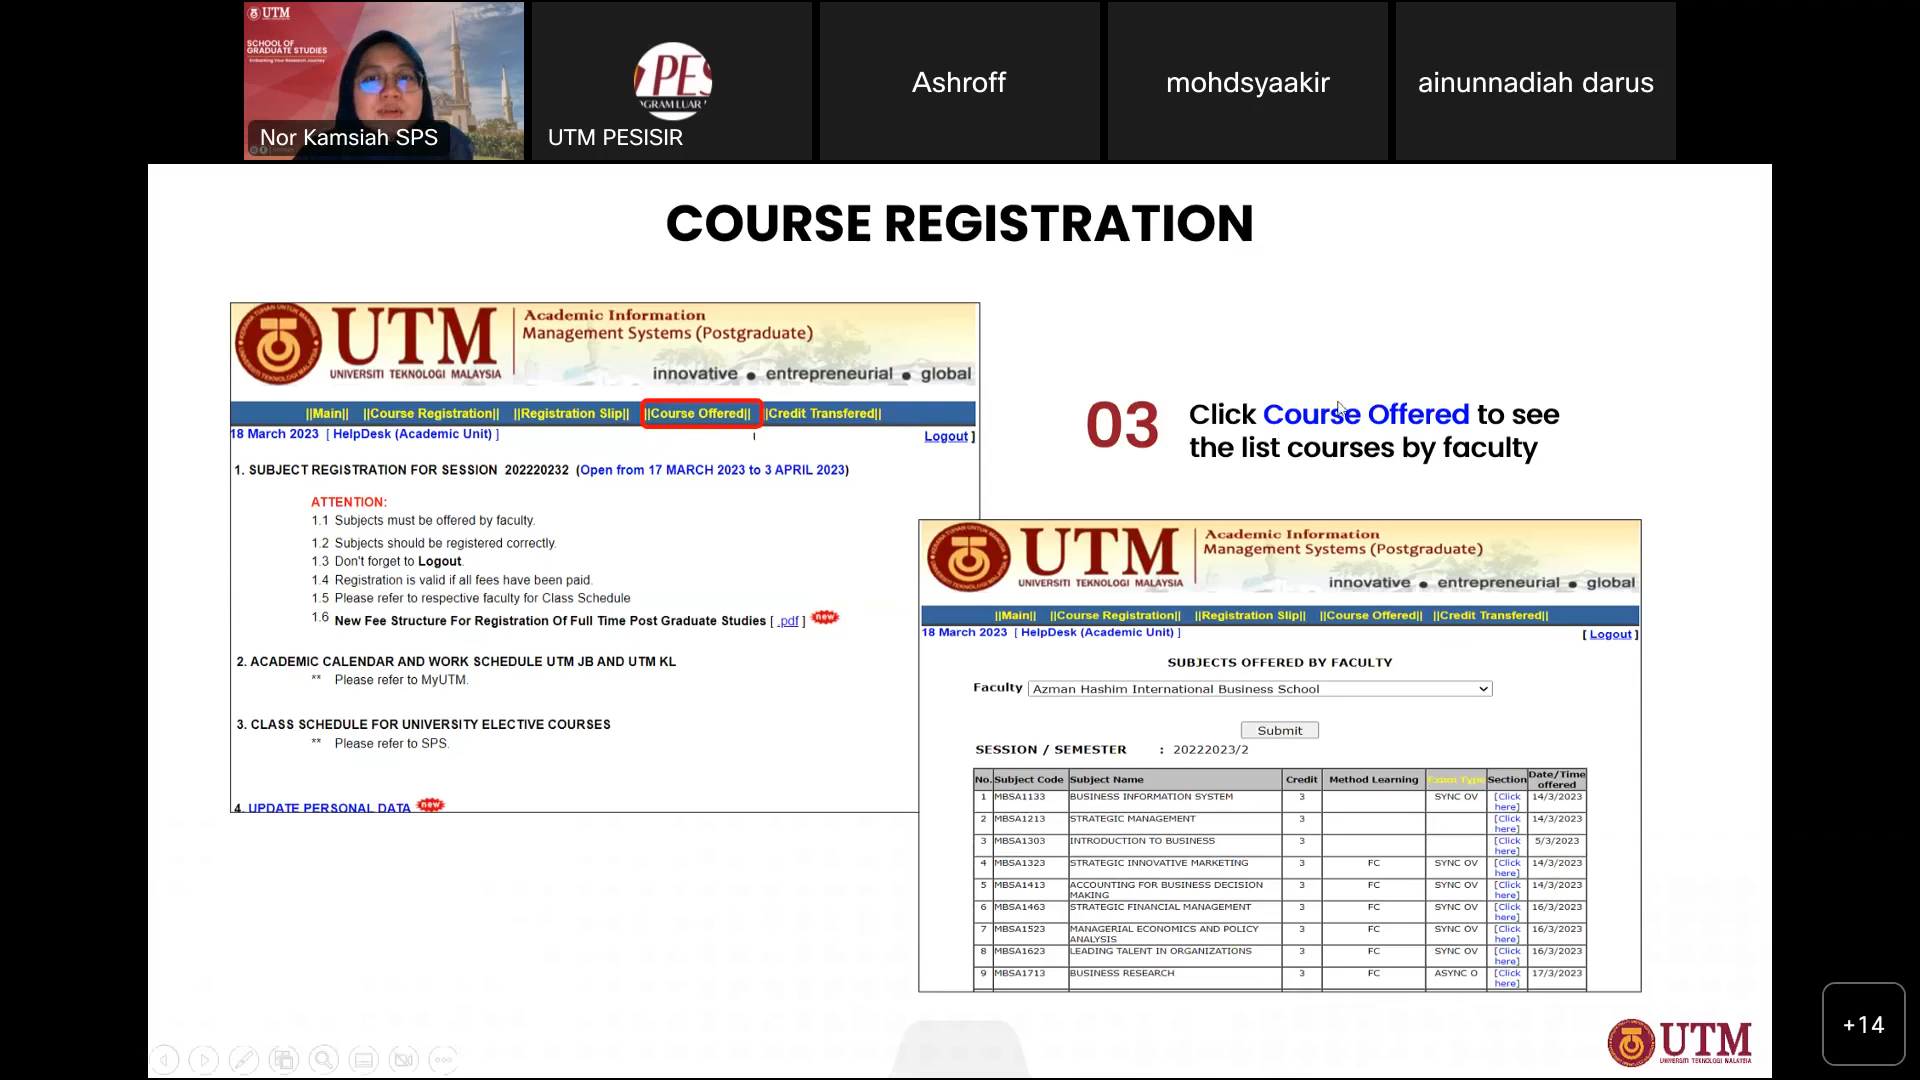 UTM
SCHOOL OF
GRADUATE STUDIES
Embarking Your Research Journey
Nor Kamsiah SPS
UTM PESISIR
Ashroff
mohdsyaakir
ainunnadiah darus
COURSE REGISTRATION
UTM
UNIVERSITI TEKNOLOGI MALAYSIA
Academic Information
Management Systems (Postgraduate)
innovative ● entrepreneurial ● global
||Main|| ||Course Registration|| ||Registration Slip|| ||Course Offered|| ||Credit Transfered||
18 March 2023 [ HelpDesk (Academic Unit) ]
Logout ]
1. SUBJECT REGISTRATION FOR SESSION 202220232 (Open from 17 MARCH 2023 to 3 APRIL 2023)
ATTENTION:
1.1 Subjects must be offered by faculty.
1.2 Subjects should be registered correctly.
1.3 Don't forget to Logout.
1.4 Registration is valid if all fees have been paid.
1.5 Please refer to respective faculty for Class Schedule
1.6 New Fee Structure For Registration Of Full Time Post Graduate Studies [ .pdf ] new
2. ACADEMIC CALENDAR AND WORK SCHEDULE UTM JB AND UTM KL
** Please refer to MyUTM.
3. CLASS SCHEDULE FOR UNIVERSITY ELECTIVE COURSES
** Please refer to SPS.
4. UPDATE PERSONAL DATA new
03
Click Course Offered to see
the list courses by faculty
UTM
UNIVERSITI TEKNOLOGI MALAYSIA
Academic Information
Management Systems (Postgraduate)
innovative ● entrepreneurial ● global
||Main|| ||Course Registration|| ||Registration Slip|| ||Course Offered|| ||Credit Transfered||
18 March 2023 [ HelpDesk (Academic Unit) ]
[ Logout ]
SUBJECTS OFFERED BY FACULTY
Faculty Azman Hashim International Business School
Submit
SESSION / SEMESTER : 20222023/2
No. Subject Code Subject Name Credit Method Learning Exam Type Section Date/Time offered
1 MBSA1133 BUSINESS INFORMATION SYSTEM 3 SYNC OV [Click here] 14/3/2023
2 MBSA1213 STRATEGIC MANAGEMENT 3 [Click here] 14/3/2023
3 MBSA1303 INTRODUCTION TO BUSINESS 3 [Click here] 5/3/2023
4 MBSA1323 STRATEGIC INNOVATIVE MARKETING 3 FC SYNC OV [Click here] 14/3/2023
5 MBSA1413 ACCOUNTING FOR BUSINESS DECISION MAKING 3 FC SYNC OV [Click here] 14/3/2023
6 MBSA1463 STRATEGIC FINANCIAL MANAGEMENT 3 FC SYNC OV [Click here] 16/3/2023
7 MBSA1523 MANAGERIAL ECONOMICS AND POLICY ANALYSIS 3 FC SYNC OV [Click here] 16/3/2023
8 MBSA1623 LEADING TALENT IN ORGANIZATIONS 3 FC SYNC OV [Click here] 16/3/2023
9 MBSA1713 BUSINESS RESEARCH 3 FC ASYNC O [Click here] 17/3/2023
UTM
UNIVERSITI TEKNOLOGI MALAYSIA
+14